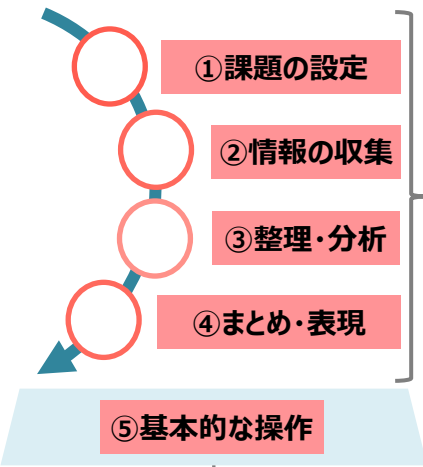 ①課題の設定
②情報の収集
③整理・分析
④まとめ・表現
⑤基本的な操作